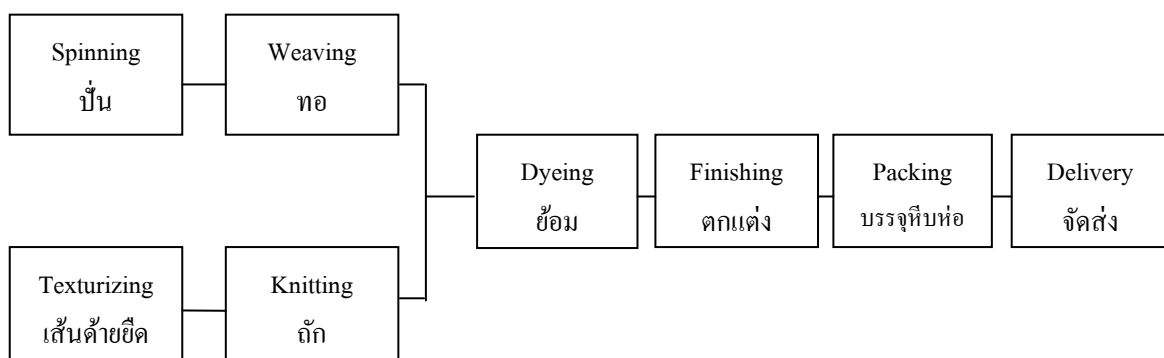 Spinning
ปั่น
Weaving
ทอ
Dyeing
ย้อม
Finishing
ตกแต่ง
Packing
บรรจุหีบห่อ
Delivery
จัดส่ง
Texturizing
เส้นด้ายยืด
Knitting
ถัก